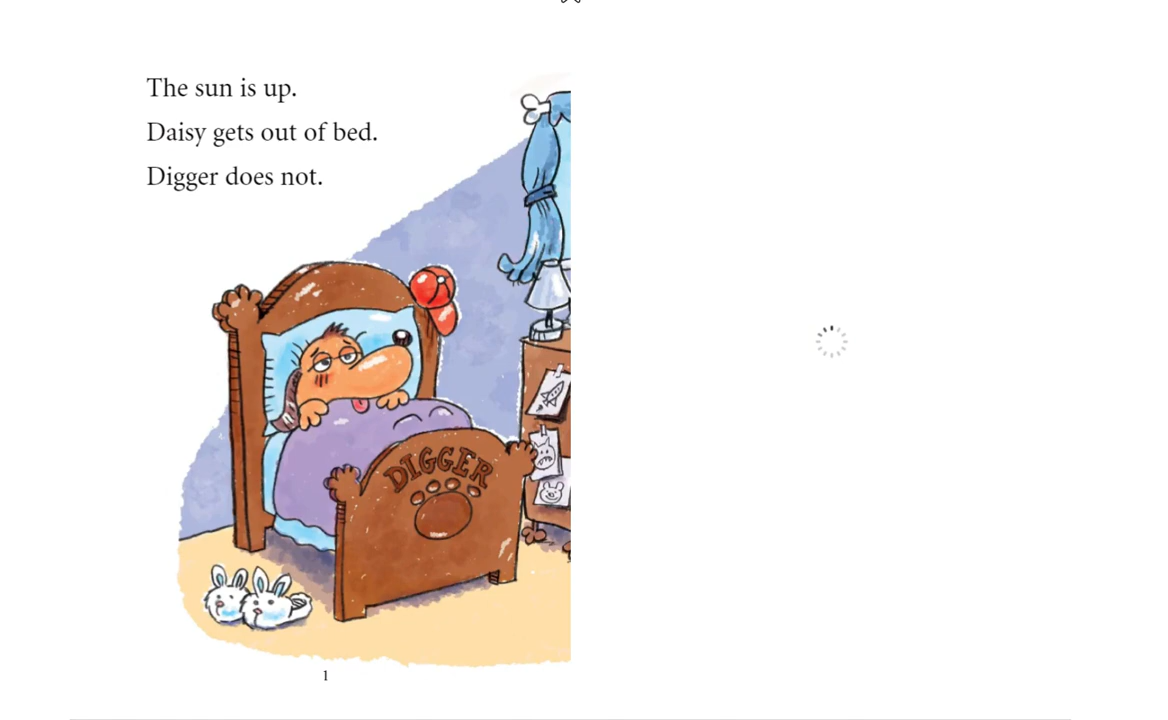 The sun is up.
Daisy gets out of bed.
Digger does not.
DIGGER
1